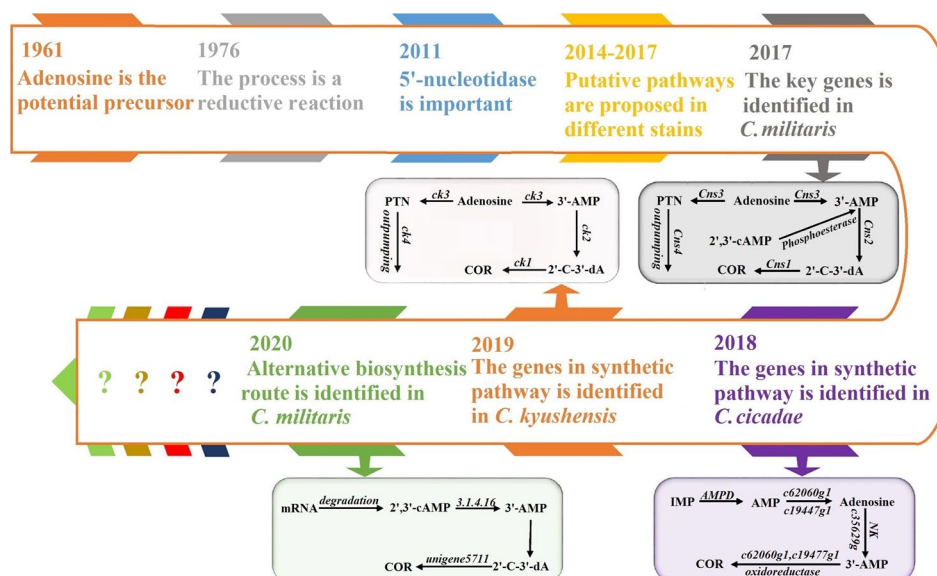 1961
Adenosine is the
potential precursor
1976
The process is a
reductive reaction
2011
5'-nucleotidase
is important
2014-2017
Putative pathways
are proposed in
different stains
2017
The key genes is
identified in
C. militaris
PTN ck3 Adenosine ck3 3'-AMP
oudpumping ck4 ck2
COR ck1 2'-C-3'-dA
PTN Cns3 Adenosine Cns3 3'-AMP
oudpumping Cns4 2',3'-cAMP Phosphoesterase Cns2
COR Cns1 2'-C-3'-dA
2018
The genes in synthetic
pathway is identified in
C. cicadae
2019
The genes in synthetic
pathway is identified
in C. kyushensis
2020
Alternative biosynthesis
route is identified in
C. militaris
? ? ? ?
mRNA degradation 2',3'-cAMP 3.1.4.16 3'-AMP
COR unigene5711 2'-C-3'-dA
IMP AMPD AMP c62060g1 c19447g1 Adenosine
c35629g NK
COR c62060g1,c19477g1 oxidoreductase 3'-AMP